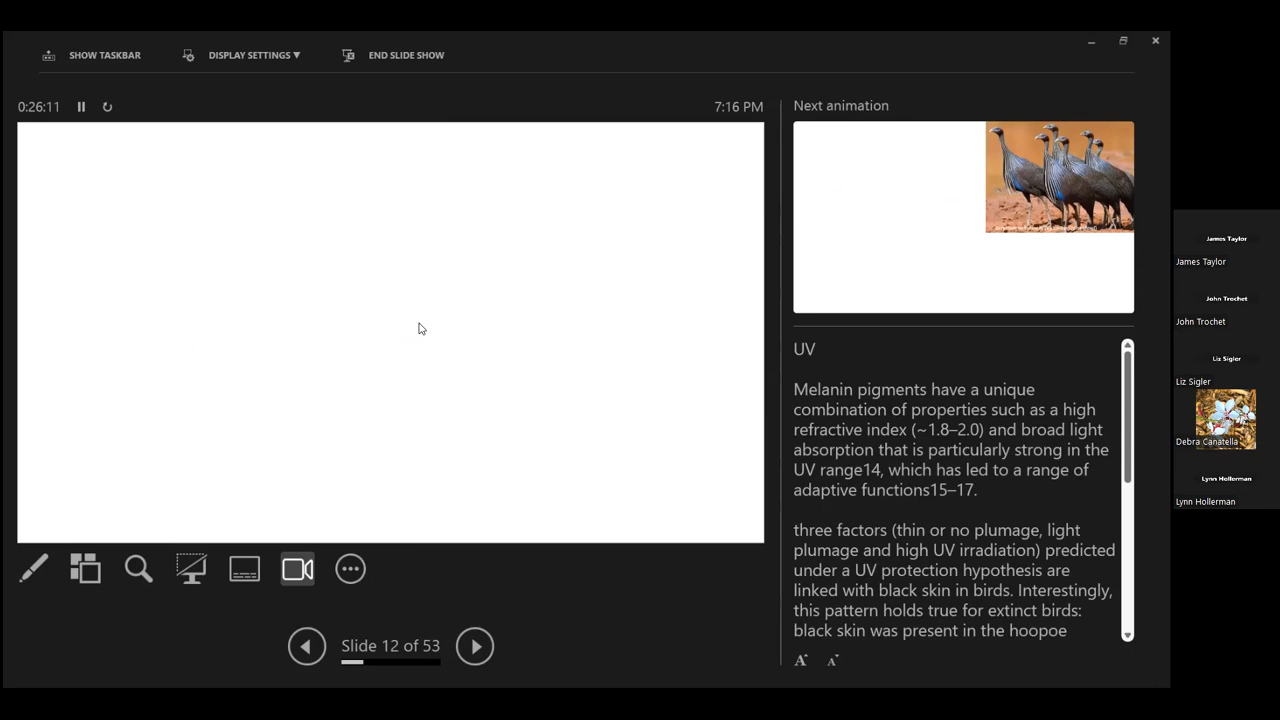 SHOW TASKBAR
DISPLAY SETTINGS ▼
END SLIDE SHOW
0:26:11
7:16 PM
Next animation
UV
Melanin pigments have a unique
combination of properties such as a high
refractive index (~1.8–2.0) and broad light
absorption that is particularly strong in the
UV range14, which has led to a range of
adaptive functions15–17.
three factors (thin or no plumage, light
plumage and high UV irradiation) predicted
under a UV protection hypothesis are
linked with black skin in birds. Interestingly,
this pattern holds true for extinct birds:
black skin was present in the hoopoe
Slide 12 of 53
A A
James Taylor
James Taylor
John Trochet
John Trochet
Liz Sigler
Liz Sigler
Debra Canatella
Lynn Hollerman
Lynn Hollerman